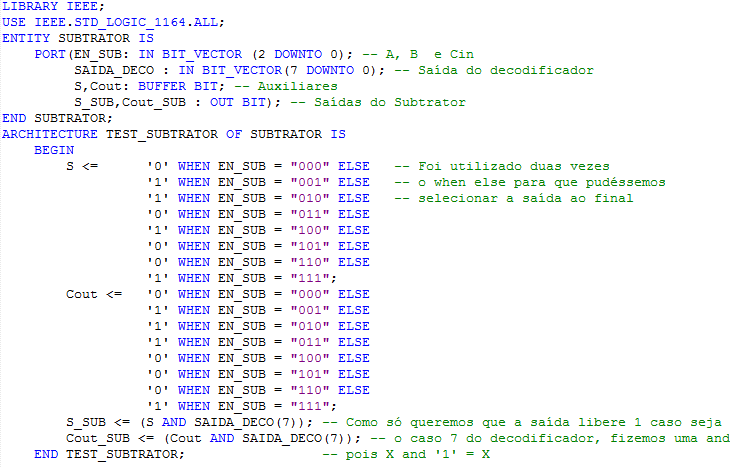 LIBRARY IEEE;
USE IEEE.STD_LOGIC_1164.ALL;
ENTITY SUBTRATOR IS
    PORT(EN_SUB: IN BIT_VECTOR (2 DOWNTO 0); -- A, B  e Cin
         SAIDA_DECO : IN BIT_VECTOR(7 DOWNTO 0); -- Saída do decodificador
         S,Cout: BUFFER BIT; -- Auxiliares
         S_SUB,Cout_SUB : OUT BIT); -- Saídas do Subtrator
END SUBTRATOR;
ARCHITECTURE TEST_SUBTRATOR OF SUBTRATOR IS
    BEGIN
        S <=      '0' WHEN EN_SUB = "000" ELSE   -- Foi utilizado duas vezes
                  '1' WHEN EN_SUB = "001" ELSE   -- o when else para que pudéssemos
                  '1' WHEN EN_SUB = "010" ELSE   -- selecionar a saída ao final
                  '0' WHEN EN_SUB = "011" ELSE
                  '1' WHEN EN_SUB = "100" ELSE
                  '0' WHEN EN_SUB = "101" ELSE
                  '0' WHEN EN_SUB = "110" ELSE
                  '1' WHEN EN_SUB = "111";
        Cout <=   '0' WHEN EN_SUB = "000" ELSE
                  '1' WHEN EN_SUB = "001" ELSE
                  '1' WHEN EN_SUB = "010" ELSE
                  '1' WHEN EN_SUB = "011" ELSE
                  '0' WHEN EN_SUB = "100" ELSE
                  '0' WHEN EN_SUB = "101" ELSE
                  '0' WHEN EN_SUB = "110" ELSE
                  '1' WHEN EN_SUB = "111";
        S_SUB <= (S AND SAIDA_DECO(7)); -- Como só queremos que a saída libere 1 caso seja
        Cout_SUB <= (Cout AND SAIDA_DECO(7)); -- o caso 7 do decodificador, fizemos uma and
    END TEST_SUBTRATOR;                 -- pois X and '1' = X